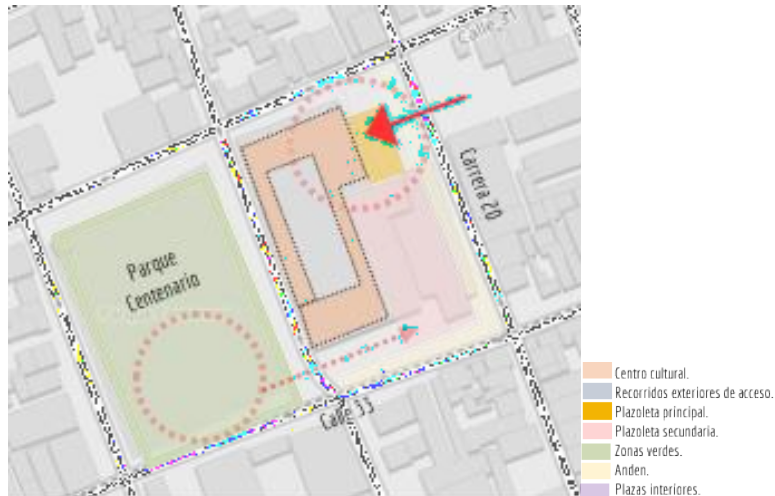 Calle 31
Carrera 20
Parque
Centenario
Calle 33
Centro cultural.
Recorridos exteriores de acceso.
Plazoleta principal.
Plazoleta secundaria.
Zonas verdes.
Anden.
Plazas interiores.